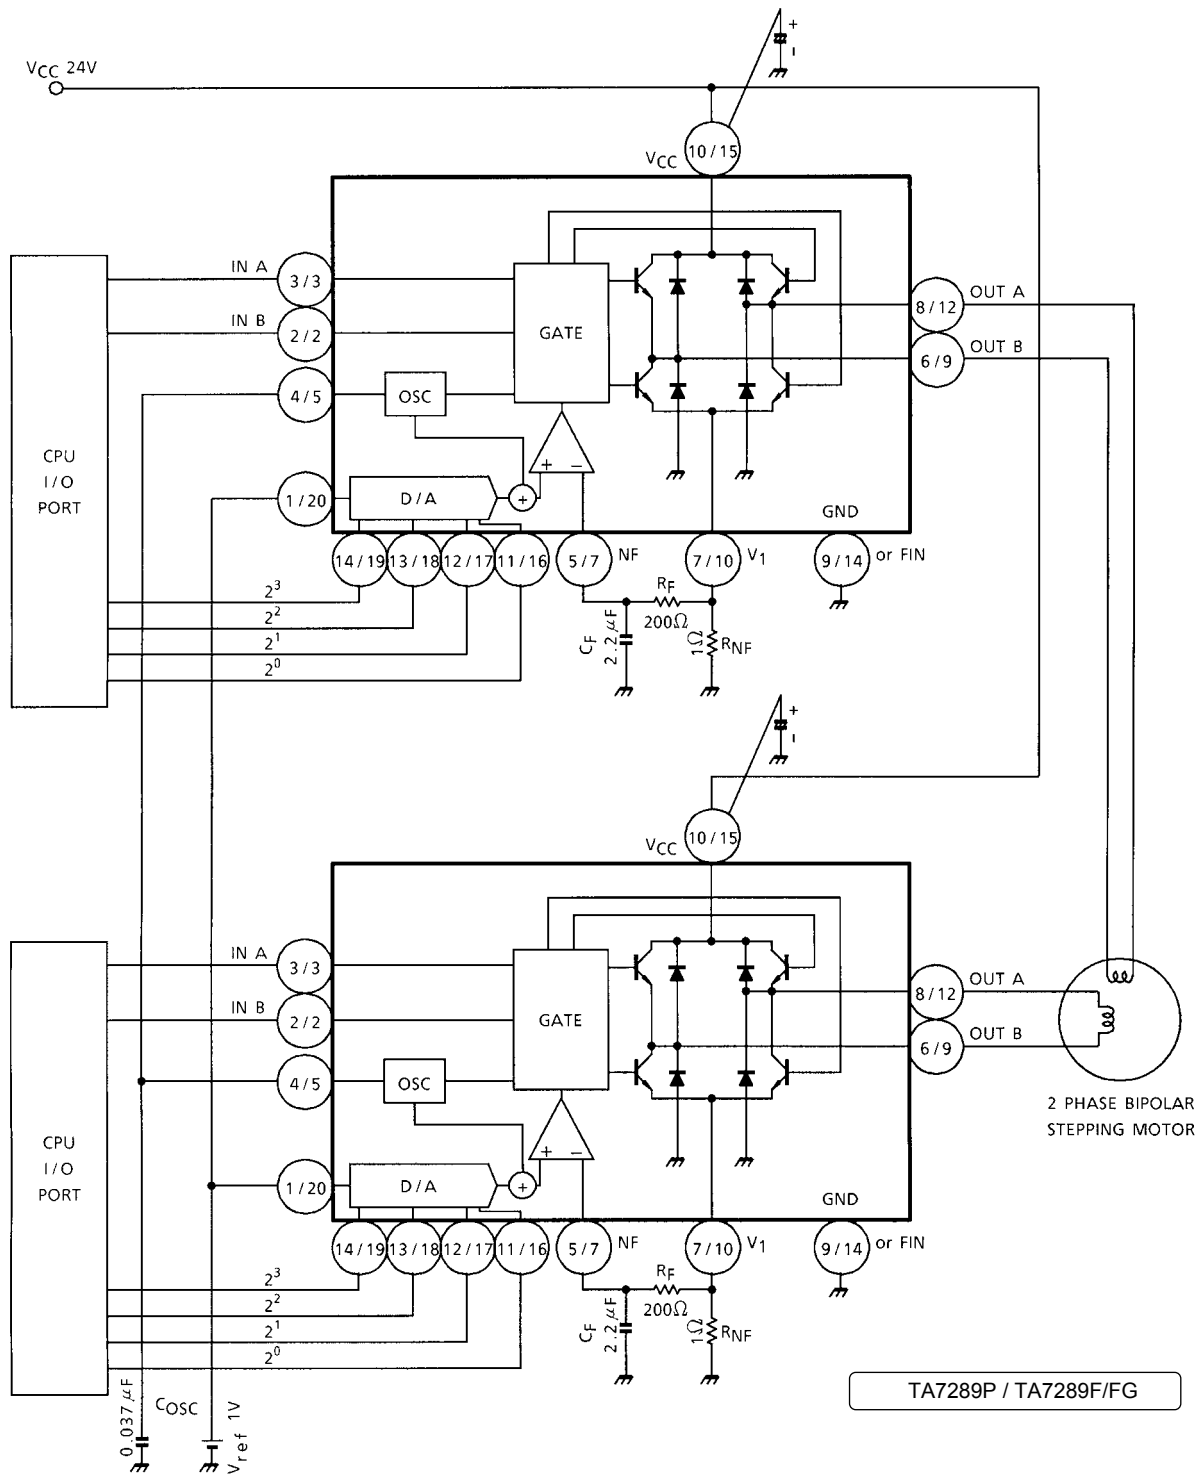 +
-
VCC 24V
10/15
VCC
IN A
3/3
IN B
2/2
GATE
8/12
OUT A
6/9
OUT B
4/5
OSC
CPU
I/O
PORT
+ −
1/20
D/A
+
GND
14/19
13/18
12/17
11/16
5/7
NF
7/10
V1
9/14
or FIN
2³
2²
2¹
2⁰
RF
200Ω
CF
2.2μF
1Ω
RNF
+
-
10/15
VCC
IN A
3/3
IN B
2/2
GATE
8/12
OUT A
6/9
OUT B
4/5
OSC
2 PHASE BIPOLAR
STEPPING MOTOR
CPU
I/O
PORT
+ −
1/20
D/A
+
GND
14/19
13/18
12/17
11/16
5/7
NF
7/10
V1
9/14
or FIN
2³
2²
2¹
2⁰
RF
200Ω
CF
2.2μF
1Ω
RNF
TA7289P / TA7289F/FG
0.037μF
COSC
Vref 1V